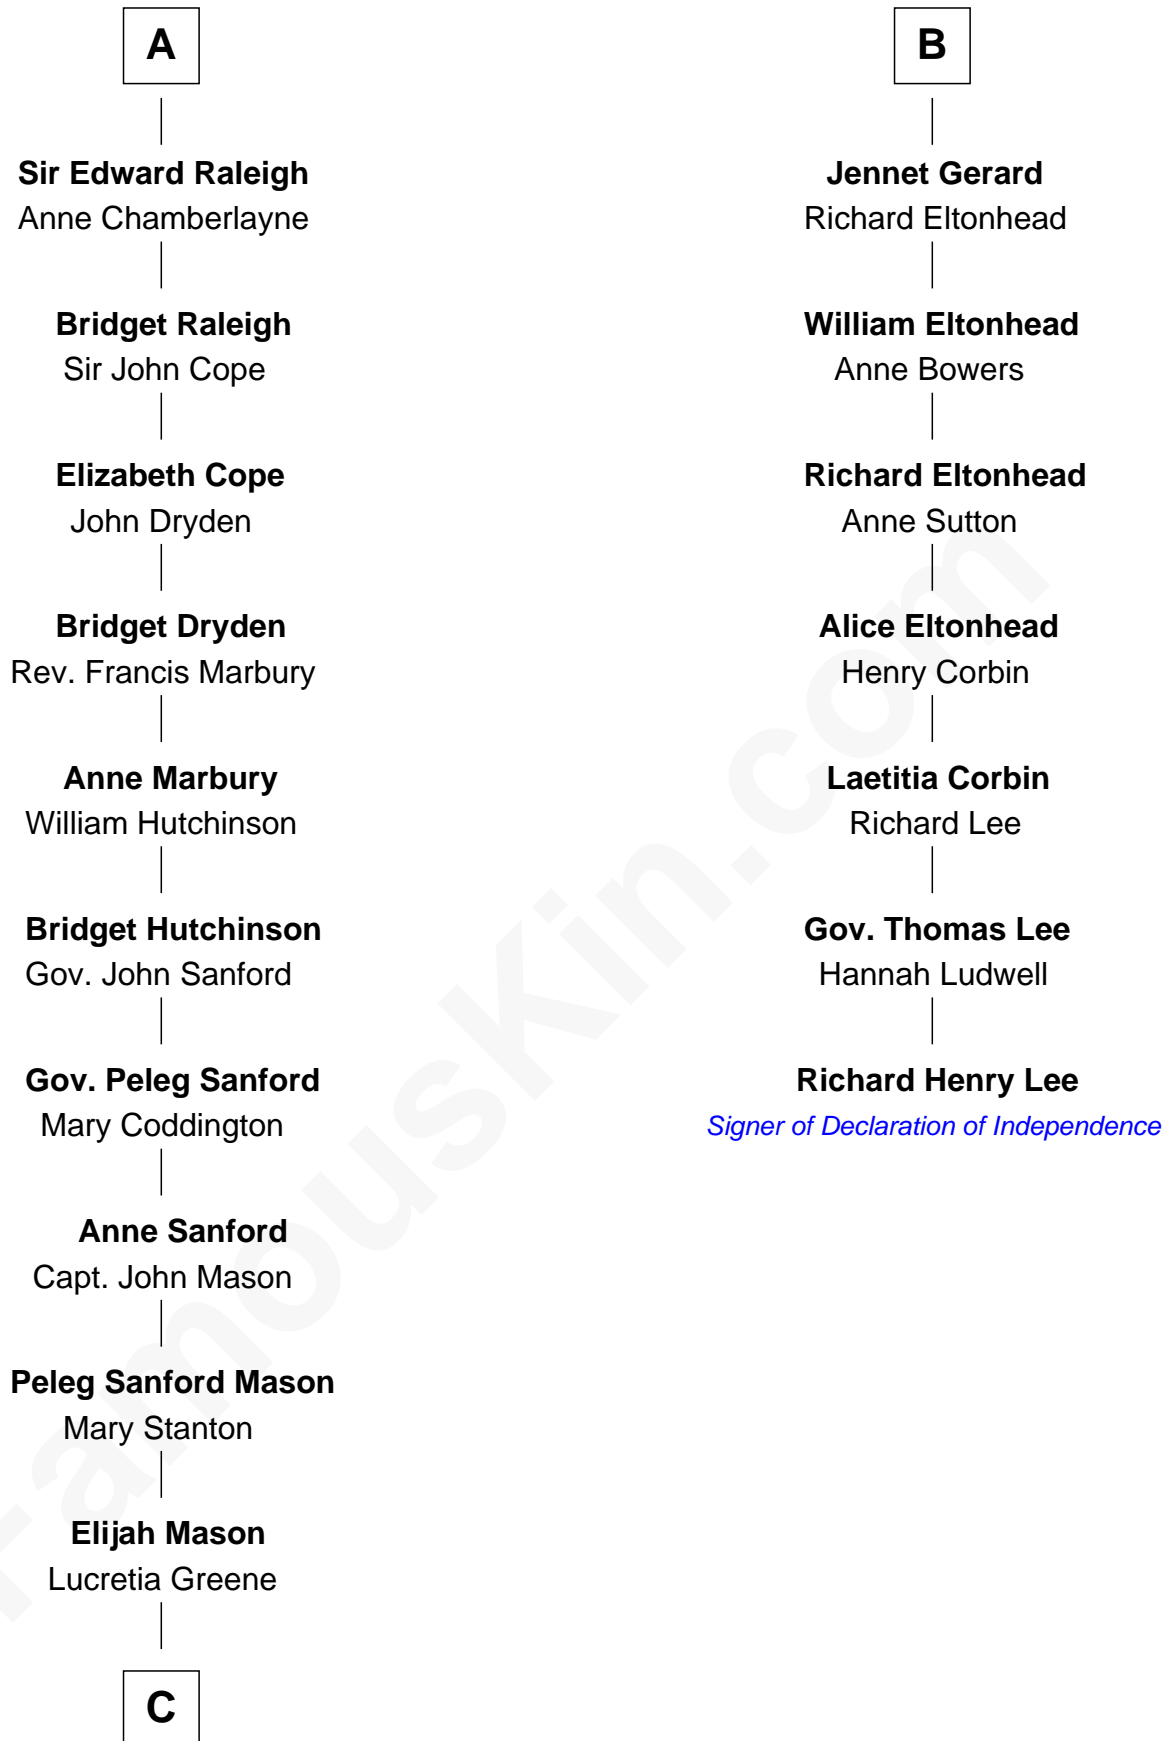 A
Sir Edward Raleigh
Anne Chamberlayne
Bridget Raleigh
Sir John Cope
Elizabeth Cope
John Dryden
Bridget Dryden
Rev. Francis Marbury
Anne Marbury
William Hutchinson
Bridget Hutchinson
Gov. John Sanford
Gov. Peleg Sanford
Mary Coddington
Anne Sanford
Capt. John Mason
Peleg Sanford Mason
Mary Stanton
Elijah Mason
Lucretia Greene
C
B
Jennet Gerard
Richard Eltonhead
William Eltonhead
Anne Bowers
Richard Eltonhead
Anne Sutton
Alice Eltonhead
Henry Corbin
Laetitia Corbin
Richard Lee
Gov. Thomas Lee
Hannah Ludwell
Richard Henry Lee
Signer of Declaration of Independence
FamousKin.com